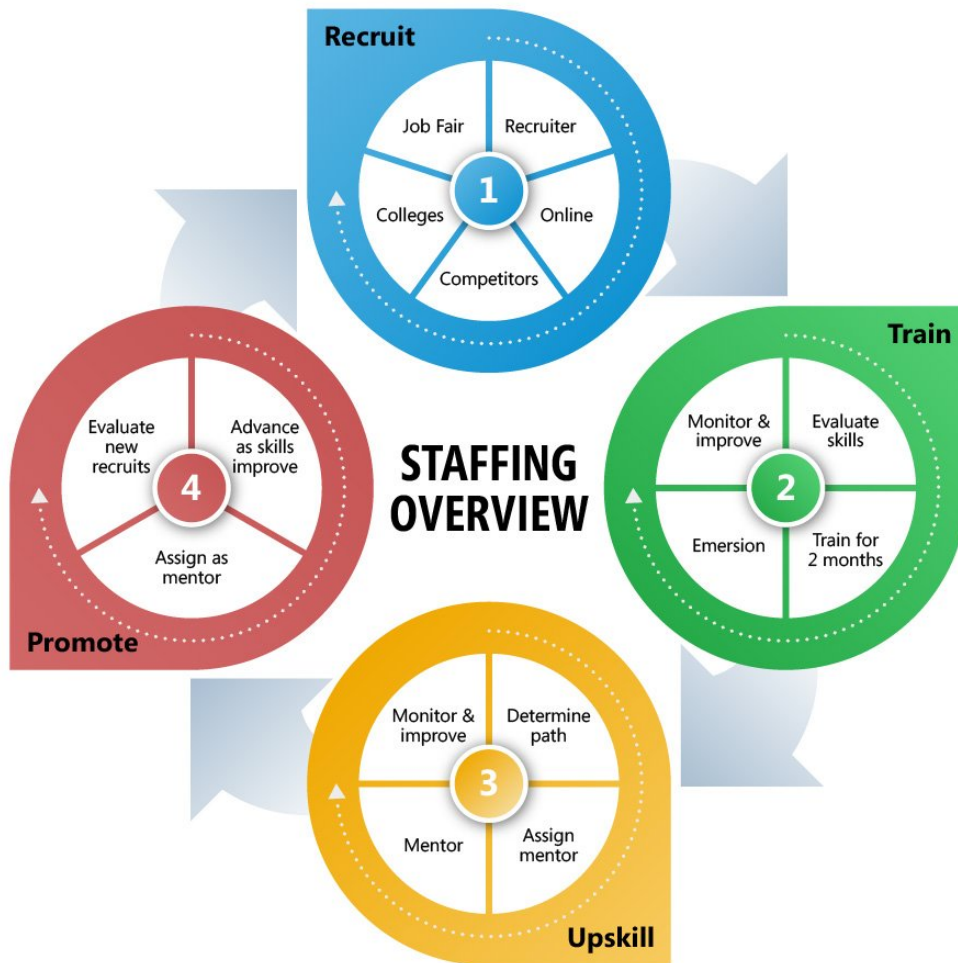 Recruit
Job Fair
Recruiter
Colleges
1
Online
Competitors
Train
Monitor &
improve
Evaluate
skills
2
Emersion
Train for
2 months
STAFFING
OVERVIEW
Evaluate
new
recruits
Advance
as skills
improve
4
Assign as
mentor
Promote
Monitor &
improve
Determine
path
3
Mentor
Assign
mentor
Upskill